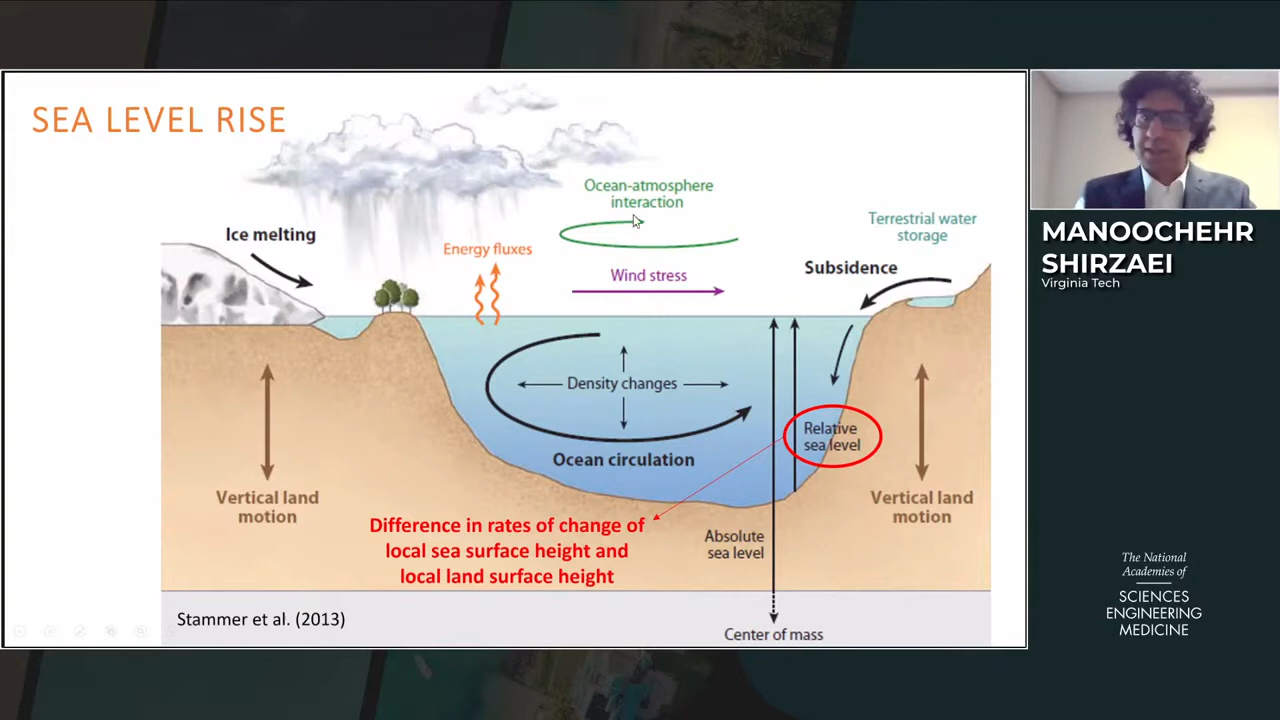 SEA LEVEL RISE
Ocean-atmosphere
interaction
Ice melting
Energy fluxes
Terrestrial water
storage
Wind stress
Subsidence
Density changes
Relative
sea level
Ocean circulation
Vertical land
motion
Vertical land
motion
Difference in rates of change of
local sea surface height and
local land surface height
Absolute
sea level
Stammer et al. (2013)
Center of mass
MANOOCHEHR
SHIRZAEI
Virginia Tech
The National
Academies of
SCIENCES
ENGINEERING
MEDICINE